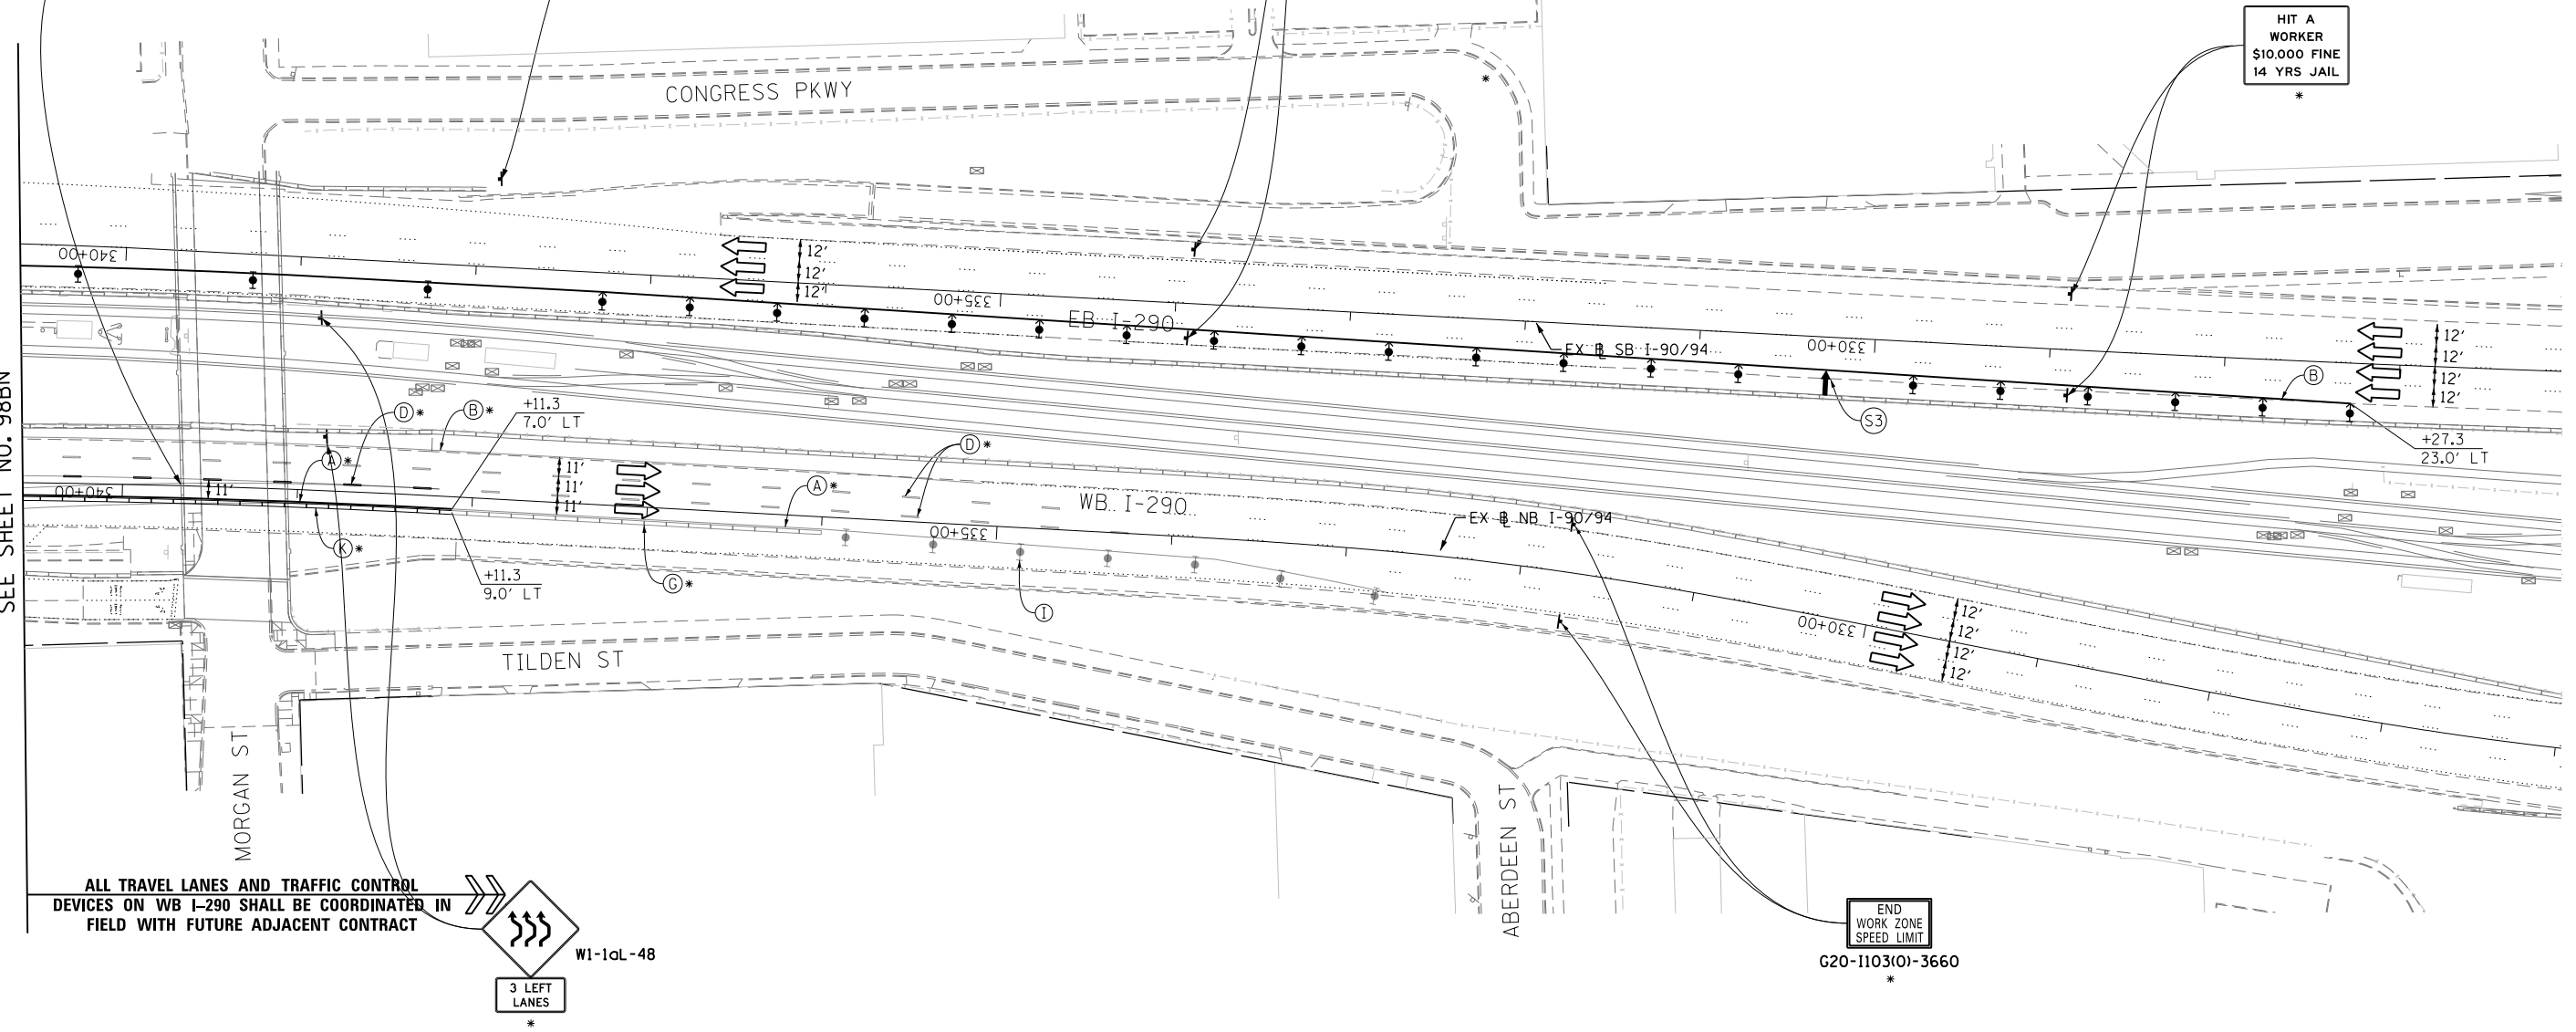 HIT A
WORKER
$10,000 FINE
14 YRS JAIL
*
CONGRESS PKWY
*
340+00
12'
12'
12'
335+00
EB I-290
EX B SB I-90/94
330+00
12'
12'
12'
12'
B
S3
+27.3
23.0' LT
SEE SHEET NO. 98BN
D*
B*
+11.3
7.0' LT
D*
A*
11'
11'
11'
11'
A*
WB I-290
340+00
335+00
EX B NB I-90/94
K*
+11.3
9.0' LT
G*
I
330+00
12'
12'
12'
12'
TILDEN ST
MORGAN ST
ABERDEEN ST
ALL TRAVEL LANES AND TRAFFIC CONTROL
DEVICES ON WB I-290 SHALL BE COORDINATED IN
FIELD WITH FUTURE ADJACENT CONTRACT
W1-1aL-48
3 LEFT
LANES
*
END
WORK ZONE
SPEED LIMIT
G20-I103(0)-3660
*